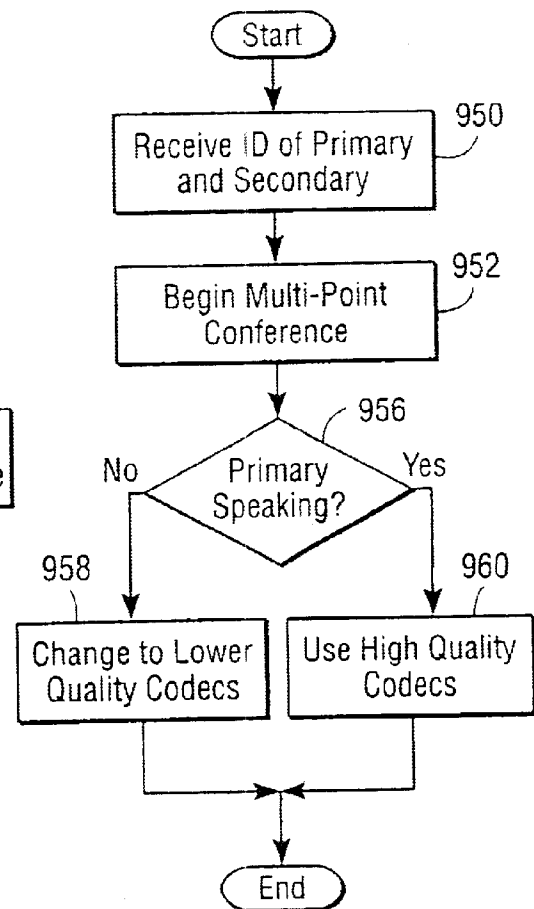 Start
950
Receive ID of Primary
and Secondary
952
Begin Multi-Point
Conference
956
No
Primary
Speaking?
Yes
958
960
Change to Lower
Quality Codecs
Use High Quality
Codecs
End